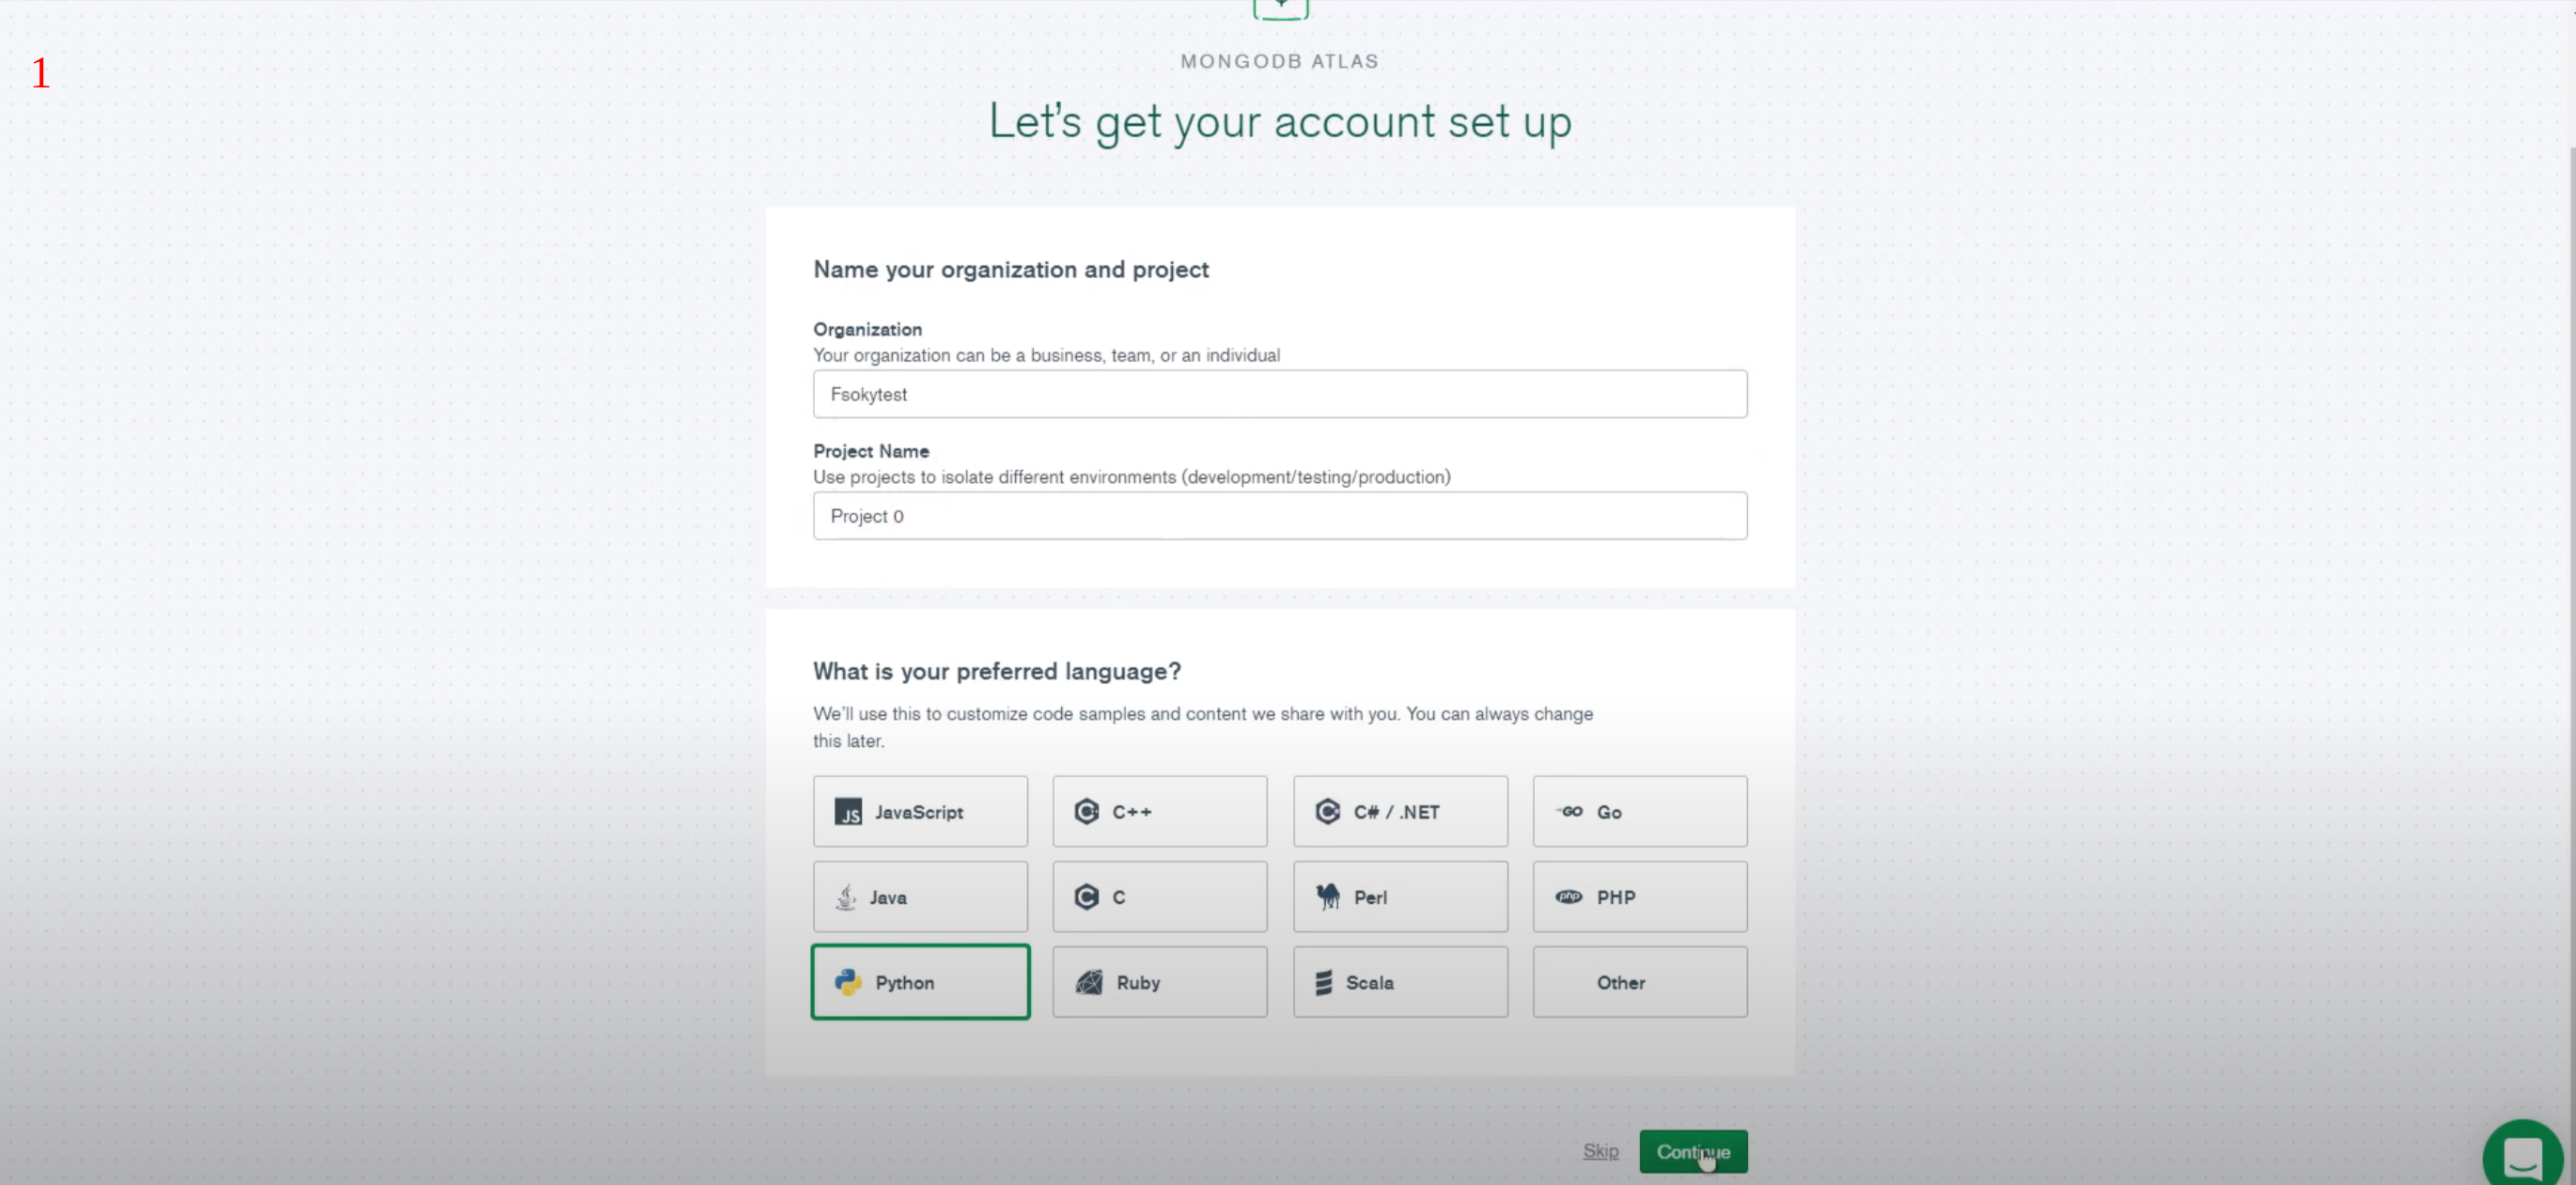 1
MONGODB ATLAS
Let's get your account set up
Name your organization and project
Organization
Your organization can be a business, team, or an individual
Fsokytest
Project Name
Use projects to isolate different environments (development/testing/production)
Project 0
What is your preferred language?
We'll use this to customize code samples and content we share with you. You can always change
this later.
JS JavaScript
C++
C# / .NET
GO Go
Java
C
Perl
php PHP
Python
Ruby
Scala
Other
Skip
Continue